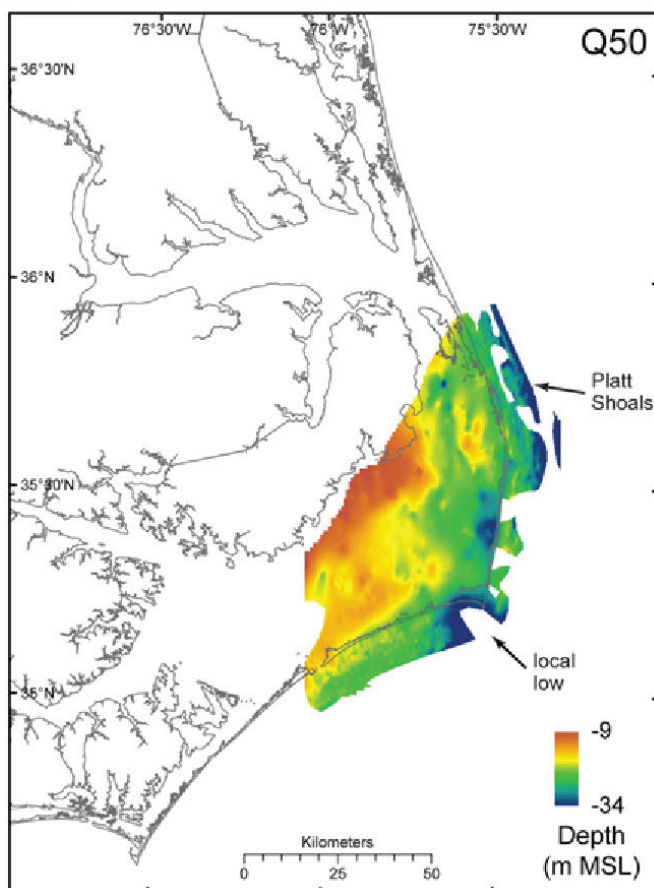 76°30'W 76°W 75°30'W
Q50
36°30'N
36°N
Platt
Shoals
35°30'N
local
low
35°N
-9
-34
Kilometers
0 25 50
Depth
(m MSL)